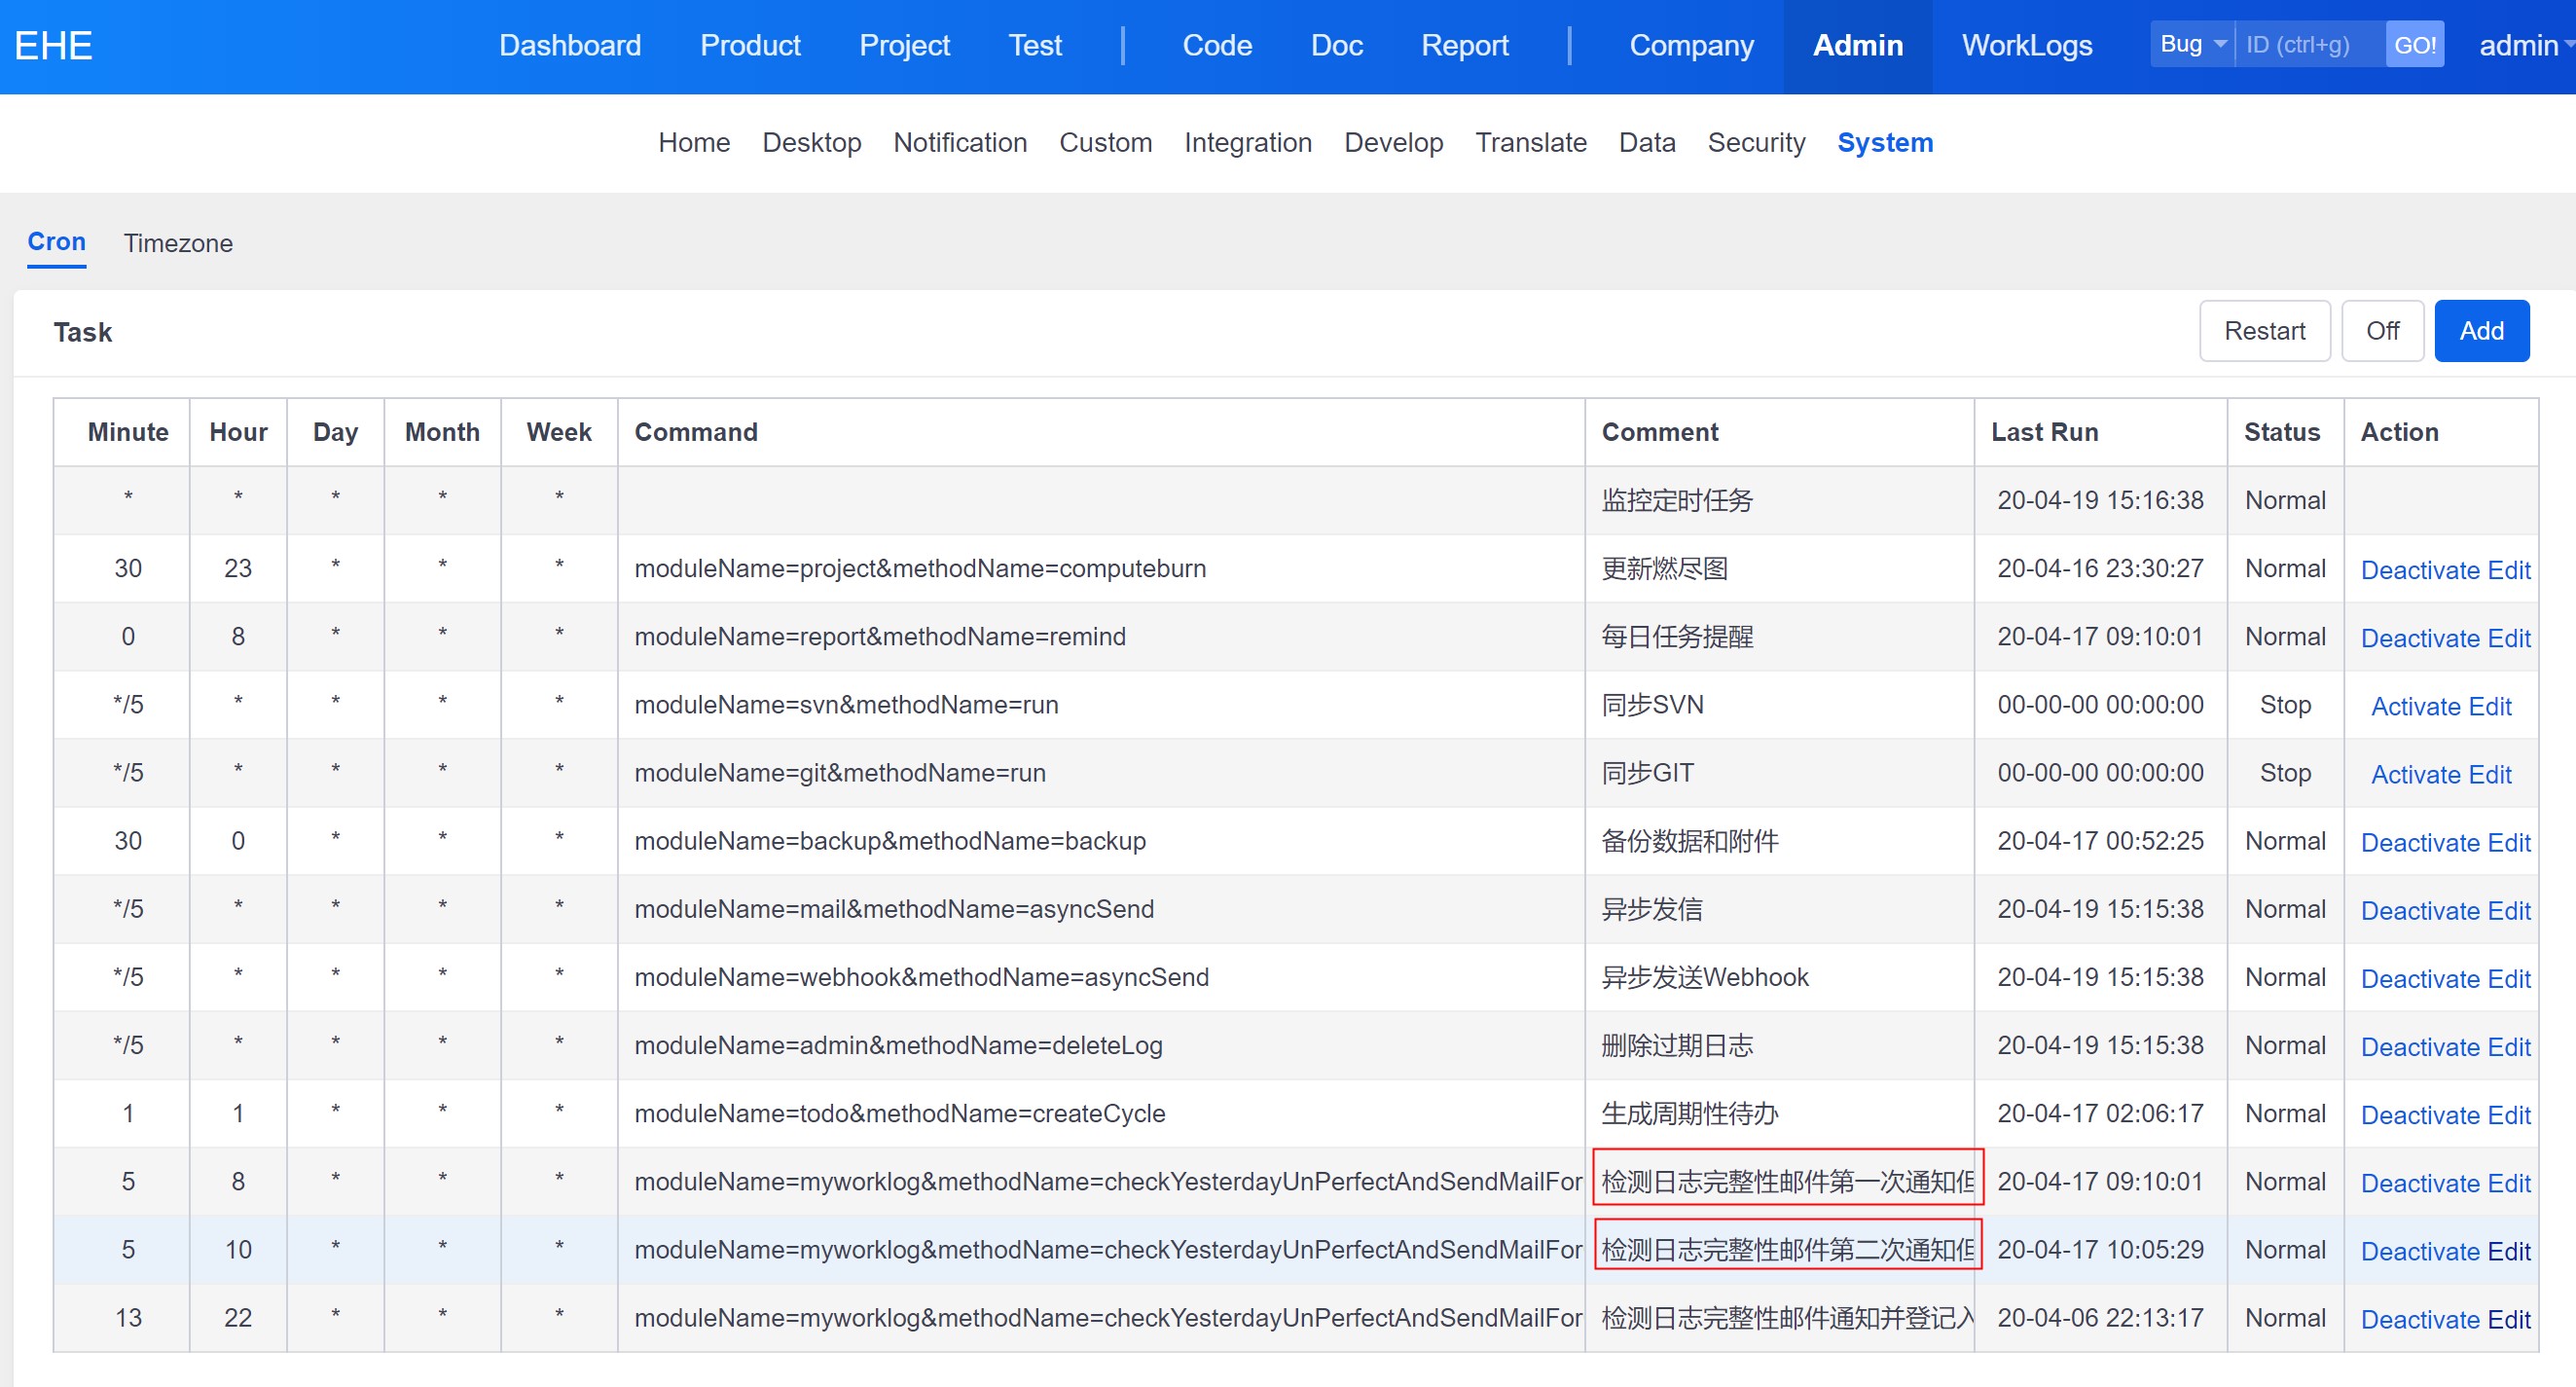 EHE Dashboard Product Project Test Code Doc Report Company Admin WorkLogs Bug ID (ctrl+g) GO! admin
Home Desktop Notification Custom Integration Develop Translate Data Security System
Cron Timezone
Task Restart Off Add
Minute Hour Day Month Week Command Comment Last Run Status Action
* * * * * 监控定时任务 20-04-19 15:16:38 Normal
30 23 * * * moduleName=project&methodName=computeburn 更新燃尽图 20-04-16 23:30:27 Normal Deactivate Edit
0 8 * * * moduleName=report&methodName=remind 每日任务提醒 20-04-17 09:10:01 Normal Deactivate Edit
*/5 * * * * moduleName=svn&methodName=run 同步SVN 00-00-00 00:00:00 Stop Activate Edit
*/5 * * * * moduleName=git&methodName=run 同步GIT 00-00-00 00:00:00 Stop Activate Edit
30 0 * * * moduleName=backup&methodName=backup 备份数据和附件 20-04-17 00:52:25 Normal Deactivate Edit
*/5 * * * * moduleName=mail&methodName=asyncSend 异步发信 20-04-19 15:15:38 Normal Deactivate Edit
*/5 * * * * moduleName=webhook&methodName=asyncSend 异步发送Webhook 20-04-19 15:15:38 Normal Deactivate Edit
*/5 * * * * moduleName=admin&methodName=deleteLog 删除过期日志 20-04-19 15:15:38 Normal Deactivate Edit
1 1 * * * moduleName=todo&methodName=createCycle 生成周期性待办 20-04-17 02:06:17 Normal Deactivate Edit
5 8 * * * moduleName=myworklog&methodName=checkYesterdayUnPerfectAndSendMailFor 检测日志完整性邮件第一次通知但 20-04-17 09:10:01 Normal Deactivate Edit
5 10 * * * moduleName=myworklog&methodName=checkYesterdayUnPerfectAndSendMailFor 检测日志完整性邮件第二次通知但 20-04-17 10:05:29 Normal Deactivate Edit
13 22 * * * moduleName=myworklog&methodName=checkYesterdayUnPerfectAndSendMailFor 检测日志完整性邮件通知并登记入 20-04-06 22:13:17 Normal Deactivate Edit